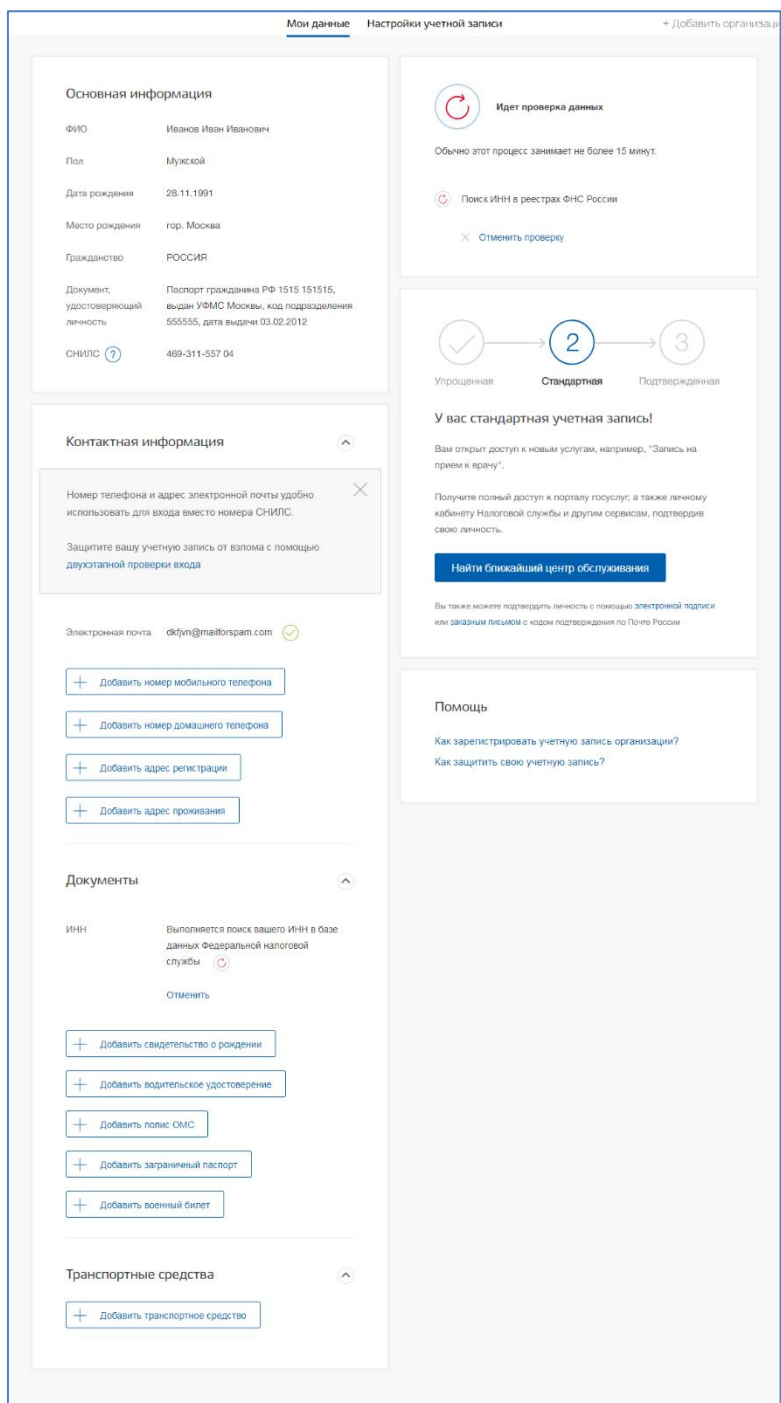 Мои данные
Настройки учетной записи
+ Добавить организаци
Основная информация
ФИО
Иванов Иван Иванович
Пол
Мужской
Дата рождения
28.11.1991
Место рождения
гор. Москва
Гражданство
РОССИЯ
Документ,
удостоверяющий
личность
Паспорт гражданина РФ 1515 151515,
выдан УФМС Москвы, код подразделения
555555, дата выдачи 03.02.2012
СНИЛС ?
469-311-557 04
Контактная информация
Номер телефона и адрес электронной почты удобно
использовать для входа вместо номера СНИЛС.
Защитите вашу учетную запись от взлома с помощью
двухэтапной проверки входа
Электронная почта
dkfjvn@mailforspam.com
Добавить номер мобильного телефона
Добавить номер домашнего телефона
Добавить адрес регистрации
Добавить адрес проживания
Документы
ИНН
Выполняется поиск вашего ИНН в базе
данных Федеральной налоговой
службы
Отменить
Добавить свидетельство о рождении
Добавить водительское удостоверение
Добавить полис ОМС
Добавить заграничный паспорт
Добавить военный билет
Транспортные средства
Добавить транспортное средство
Идет проверка данных
Обычно этот процесс занимает не более 15 минут.
Поиск ИНН в реестрах ФНС России
Отменить проверку
2
3
Упрощенная
Стандартная
Подтвержденная
У вас стандартная учетная запись!
Вам открыт доступ к новым услугам, например, "Запись на
прием к врачу".
Получите полный доступ к порталу госуслуг, а также личному
кабинету Налоговой службы и другим сервисам, подтвердив
свою личность.
Найти ближайший центр обслуживания
Вы также можете подтвердить личность с помощью электронной подписи
или заказным письмом с кодом подтверждения по Почте России
Помощь
Как зарегистрировать учетную запись организации?
Как защитить свою учетную запись?